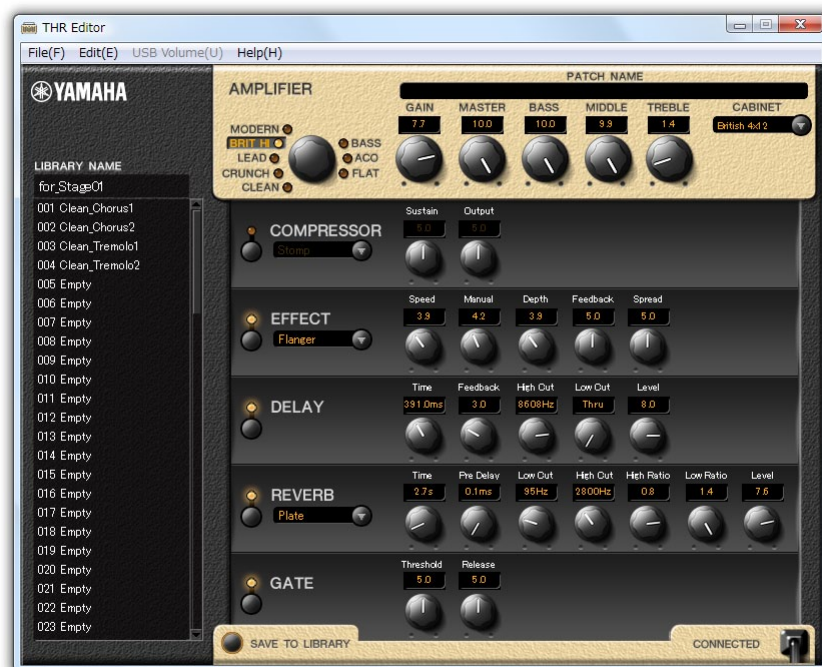 THR Editor
File(F) Edit(E) USB Volume(U) Help(H)
YAMAHA
LIBRARY NAME
for_Stage01
001 Clean_Chorus1
002 Clean_Chorus2
003 Clean_Tremolo1
004 Clean_Tremolo2
005 Empty
006 Empty
007 Empty
008 Empty
009 Empty
010 Empty
011 Empty
012 Empty
013 Empty
014 Empty
015 Empty
016 Empty
017 Empty
018 Empty
019 Empty
020 Empty
021 Empty
022 Empty
023 Empty
AMPLIFIER
PATCH NAME
MODERN
BRIT HI
LEAD
CRUNCH
CLEAN
BASS
ACO
FLAT
GAIN MASTER BASS MIDDLE TREBLE CABINET
7.7 10.0 10.0 9.9 1.4 British 4x12
COMPRESSOR
Stomp
Sustain Output
5.0 5.0
EFFECT
Flanger
Speed Manual Depth Feedback Spread
3.9 4.2 3.9 5.0 5.0
DELAY
Time Feedback High Cut Low Cut Level
391.0ms 3.0 8608Hz Thru 8.0
REVERB
Plate
Time Pre Delay Low Cut High Cut High Ratio Low Ratio Level
2.7s 0.1ms 95Hz 2800Hz 0.8 1.4 7.6
GATE
Threshold Release
5.0 5.0
SAVE TO LIBRARY
CONNECTED